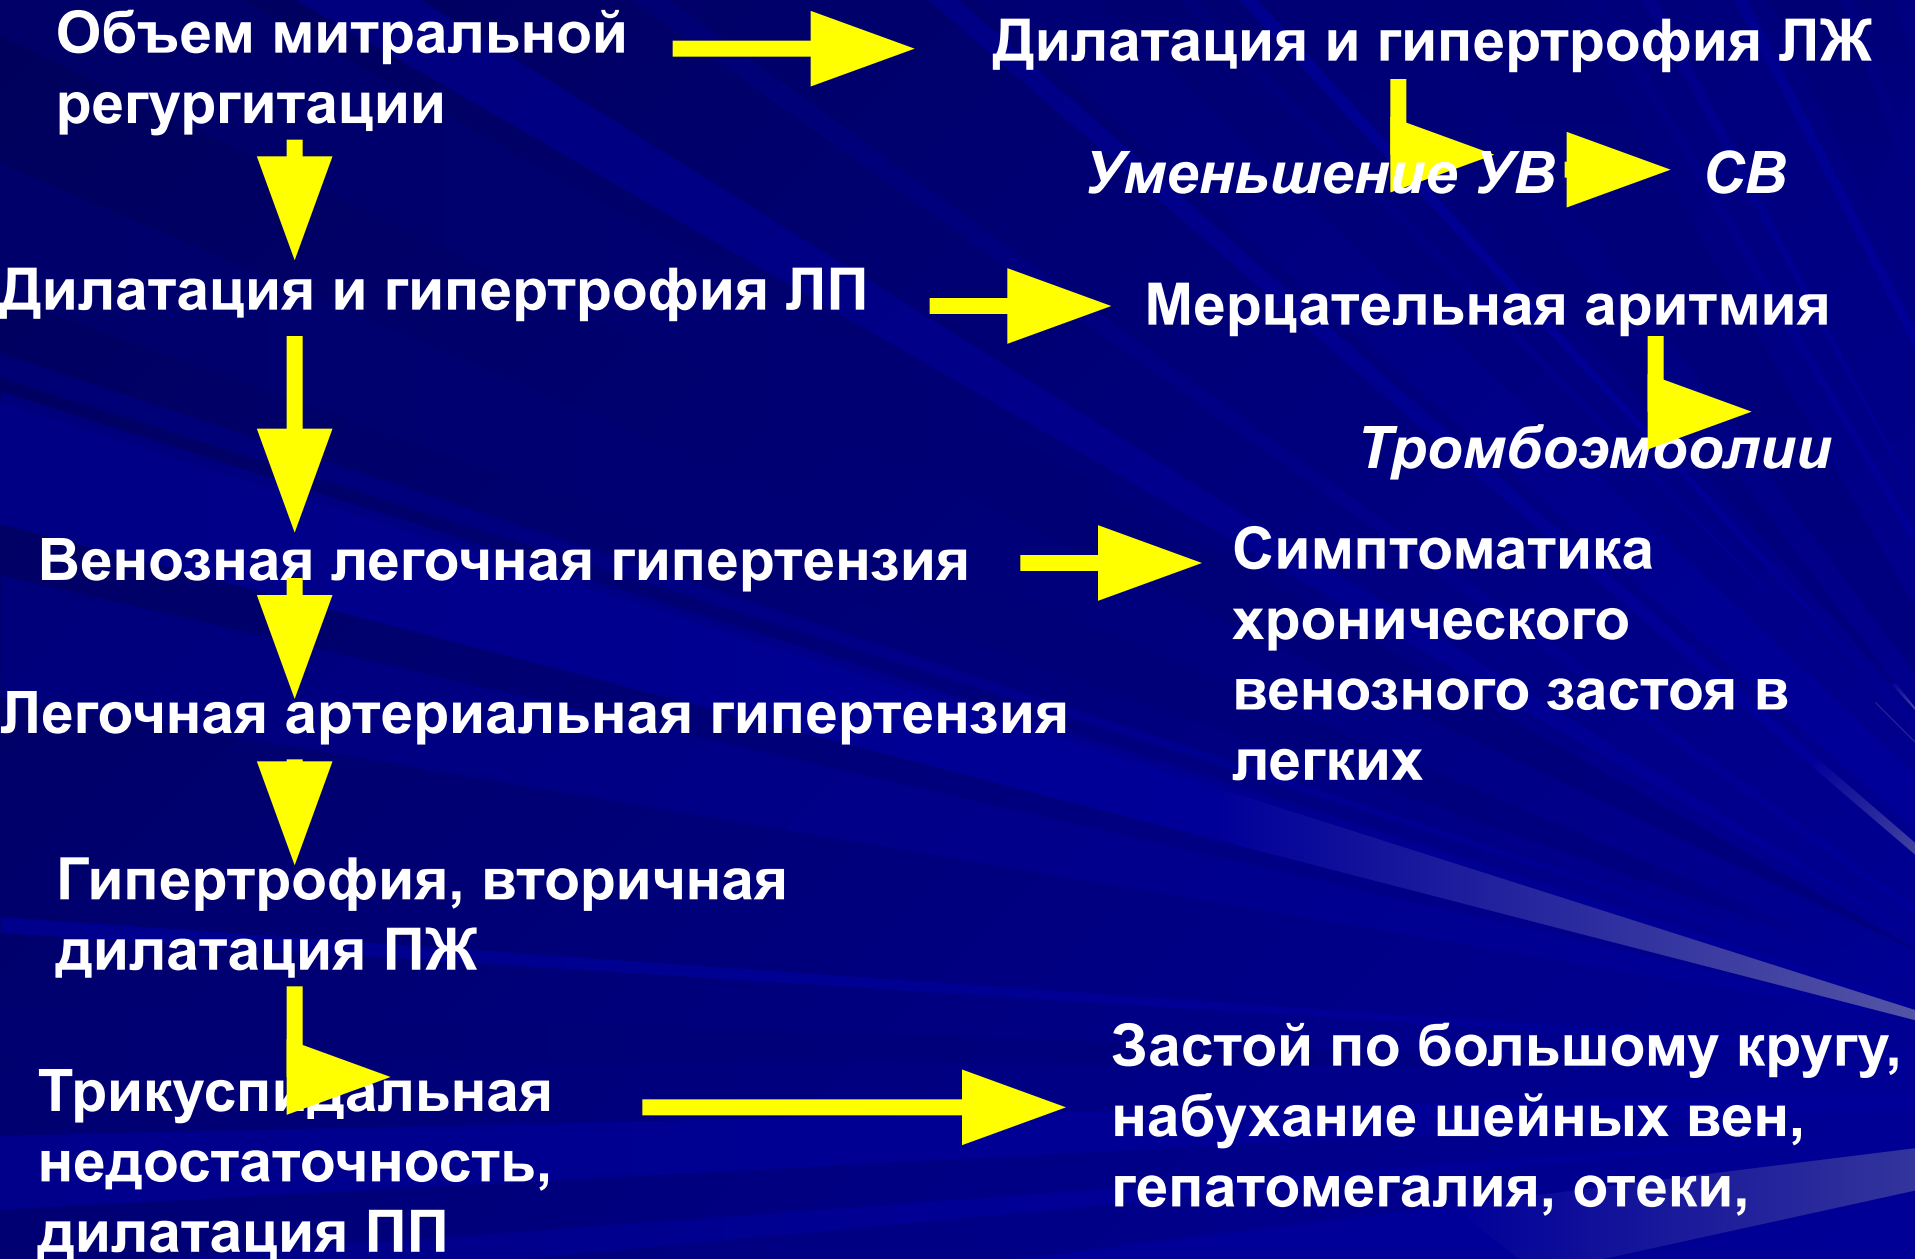 Объем митральной
регургитации
Дилатация и гипертрофия ЛЖ
Уменьшение УВ
СВ
Дилатация и гипертрофия ЛП
Мерцательная аритмия
Тромбоэмболии
Венозная легочная гипертензия
Симптоматика
хронического
венозного застоя в
легких
Легочная артериальная гипертензия
Гипертрофия, вторичная
дилатация ПЖ
Трикуспидальная
недостаточность,
дилатация ПП
Застой по большому кругу,
набухание шейных вен,
гепатомегалия, отеки,